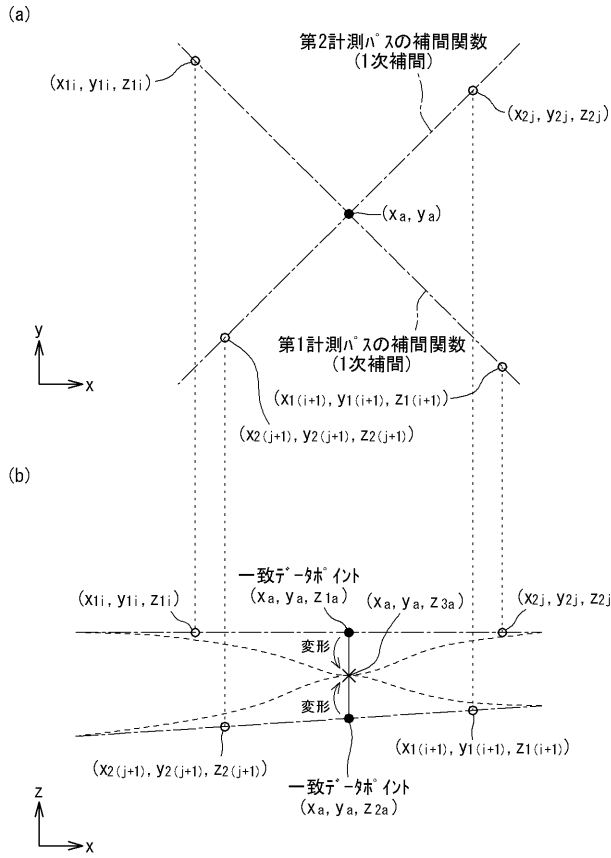 (a)
第2計測パスの補間関数
(1次補間)
(x1i, y1i, z1i)
(x2j, y2j, z2j)
(xa, ya)
第1計測パスの補間関数
(1次補間)
y
x
(x1(i+1), y1(i+1), z1(i+1))
(x2(j+1), y2(j+1), z2(j+1))
(b)
一致データポイント
(xa, ya, z1a)
(xa, ya, z3a)
(x1i, y1i, z1i)
(x2j, y2j, z2j
変形
変形
(x1(i+1), y1(i+1), z1(i+1))
(x2(j+1), y2(j+1), z2(j+1))
一致データポイント
(xa, ya, z2a)
z
x